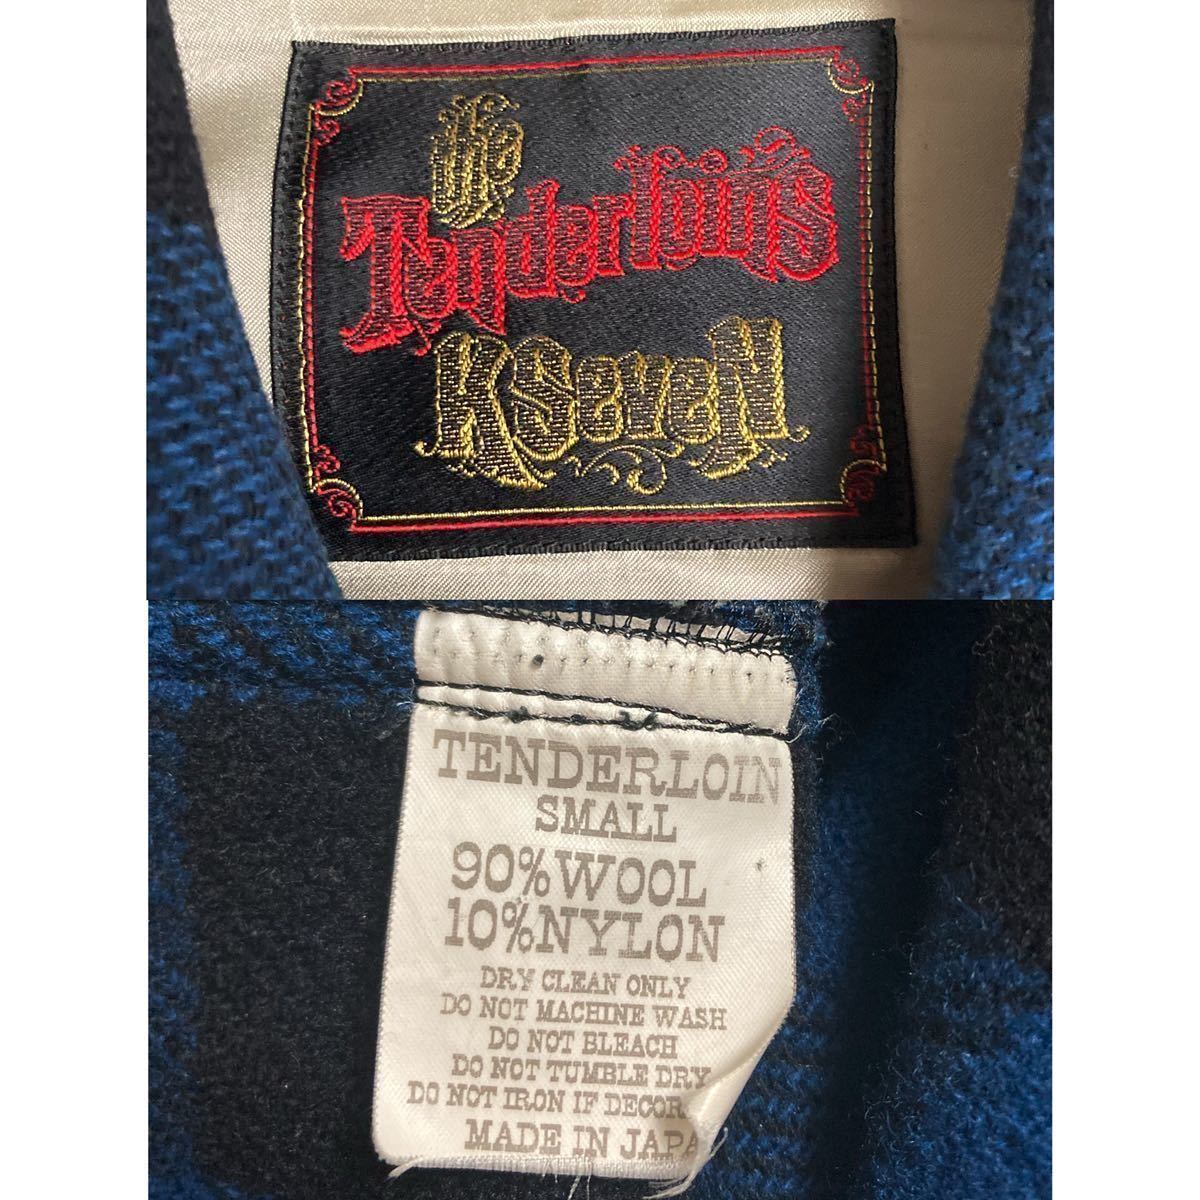 the
Tenderloins
KSeveN
TENDERLOIN
SMALL
90%WOOL
10%NYLON
DRY CLEAN ONLY
DO NOT MACHINE WASH
DO NOT BLEACH
DO NOT TUMBLE DRY
DO NOT IRON IF DECOR
MADE IN JAPA